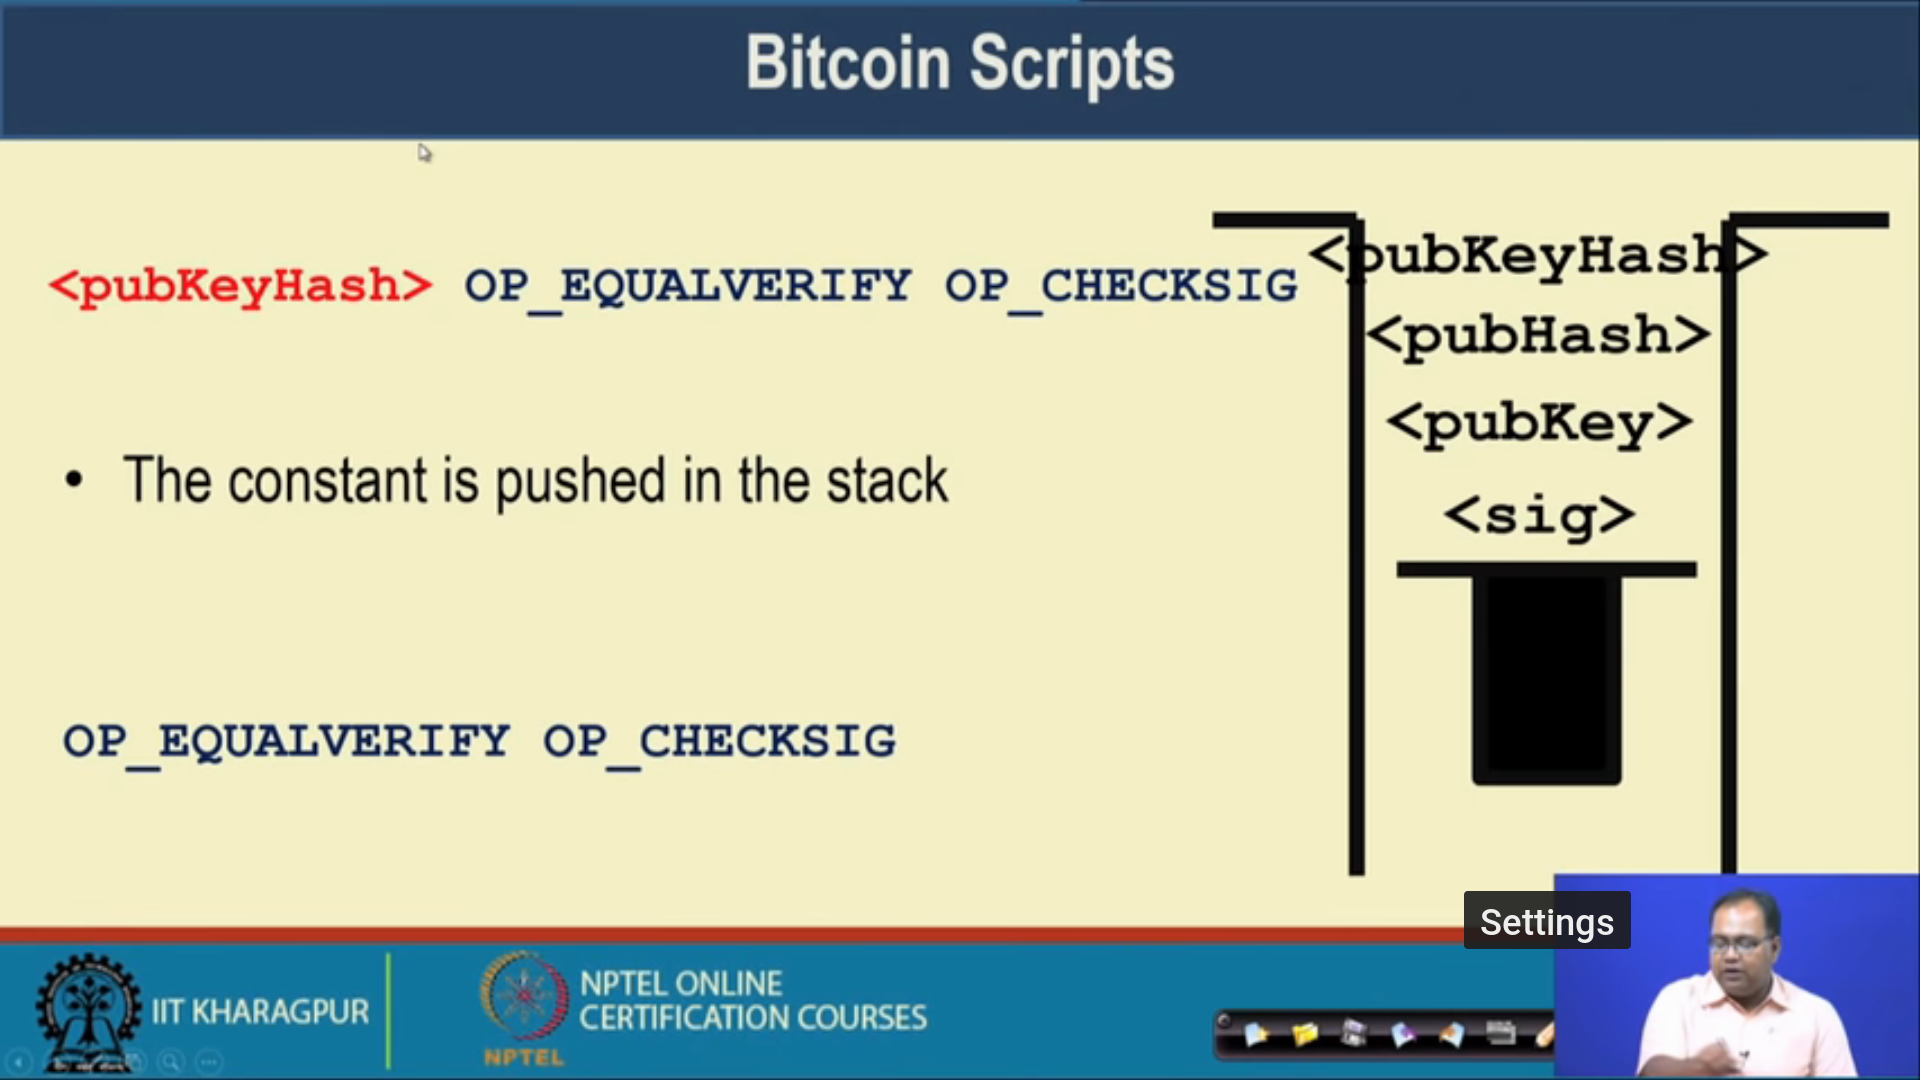 Bitcoin Scripts
<pubKeyHash> OP_EQUALVERIFY OP_CHECKSIG
<pubKeyHash>
<pubHash>
<pubKey>
<sig>
• The constant is pushed in the stack
OP_EQUALVERIFY OP_CHECKSIG
Settings
IIT KHARAGPUR
NPTEL ONLINE
CERTIFICATION COURSES
NPTEL